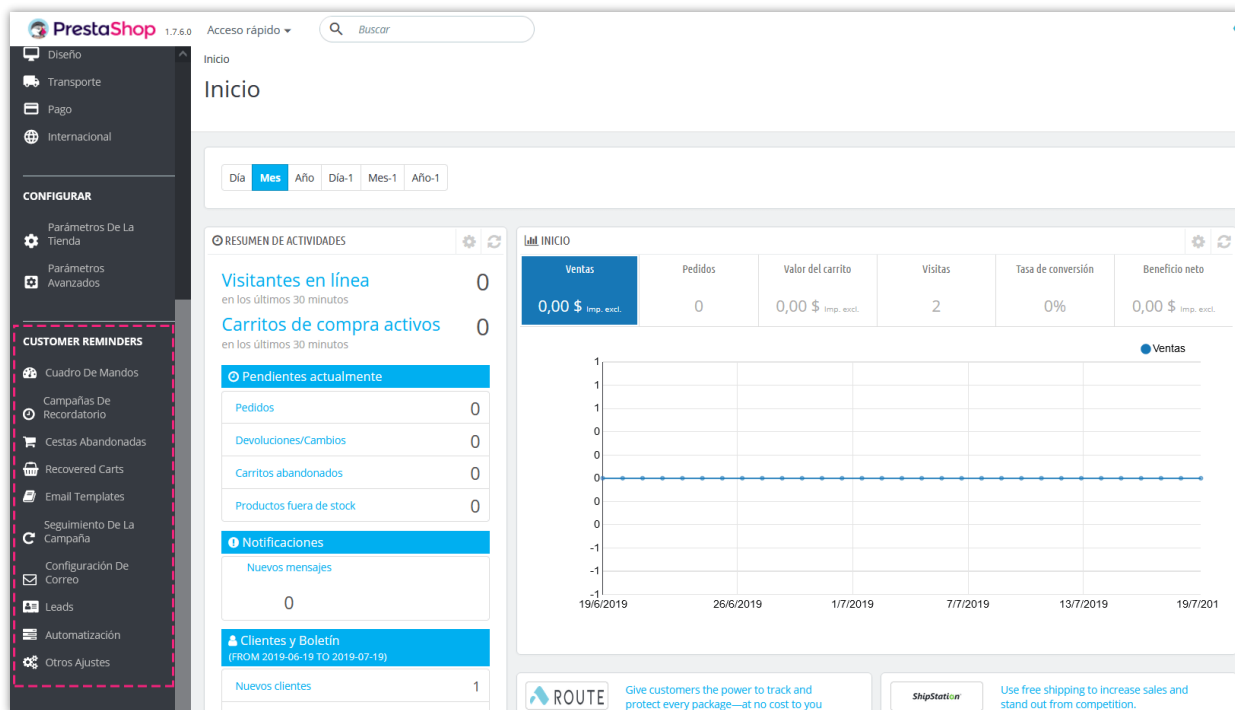 PrestaShop 1.7.6.0
Acceso rápido
Buscar
Diseño
Transporte
Pago
Internacional
CONFIGURAR
Parámetros De La
Tienda
Parámetros
Avanzados
CUSTOMER REMINDERS
Cuadro De Mandos
Campañas De
Recordatorio
Cestas Abandonadas
Recovered Carts
Email Templates
Seguimiento De La
Campaña
Configuración De
Correo
Leads
Automatización
Otros Ajustes
Inicio
Inicio
Día Mes Año Día-1 Mes-1 Año-1
RESUMEN DE ACTIVIDADES
Visitantes en línea 0
en los últimos 30 minutos
Carritos de compra activos 0
en los últimos 30 minutos
Pendientes actualmente
Pedidos 0
Devoluciones/Cambios 0
Carritos abandonados 0
Productos fuera de stock 0
Notificaciones
Nuevos mensajes
0
Clientes y Boletín
(FROM 2019-06-19 TO 2019-07-19)
Nuevos clientes 1
INICIO
Ventas Pedidos Valor del carrito Visitas Tasa de conversión Beneficio neto
0,00 $ Imp. excl. 0 0,00 $ Imp. excl. 2 0% 0,00 $ Imp. excl.
Ventas
1
1
1
0
0
0
0
0
-1
-1
-1
19/6/2019 26/6/2019 1/7/2019 7/7/2019 13/7/2019 19/7/201
ROUTE
Give customers the power to track and
protect every package—at no cost to you
ShipStation
Use free shipping to increase sales and
stand out from competition.